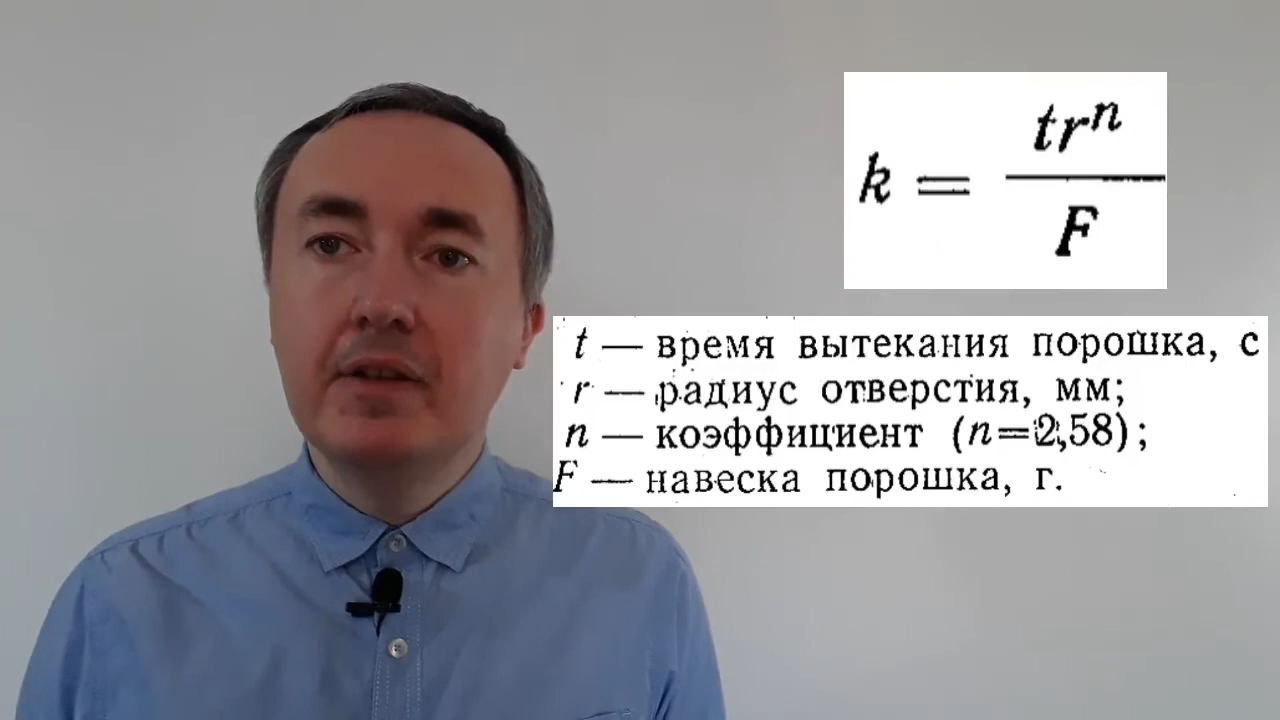 k = trⁿ / F
t — время вытекания порошка, с
r — радиус отверстия, мм;
n — коэффициент (n=2,58);
F — навеска порошка, г.